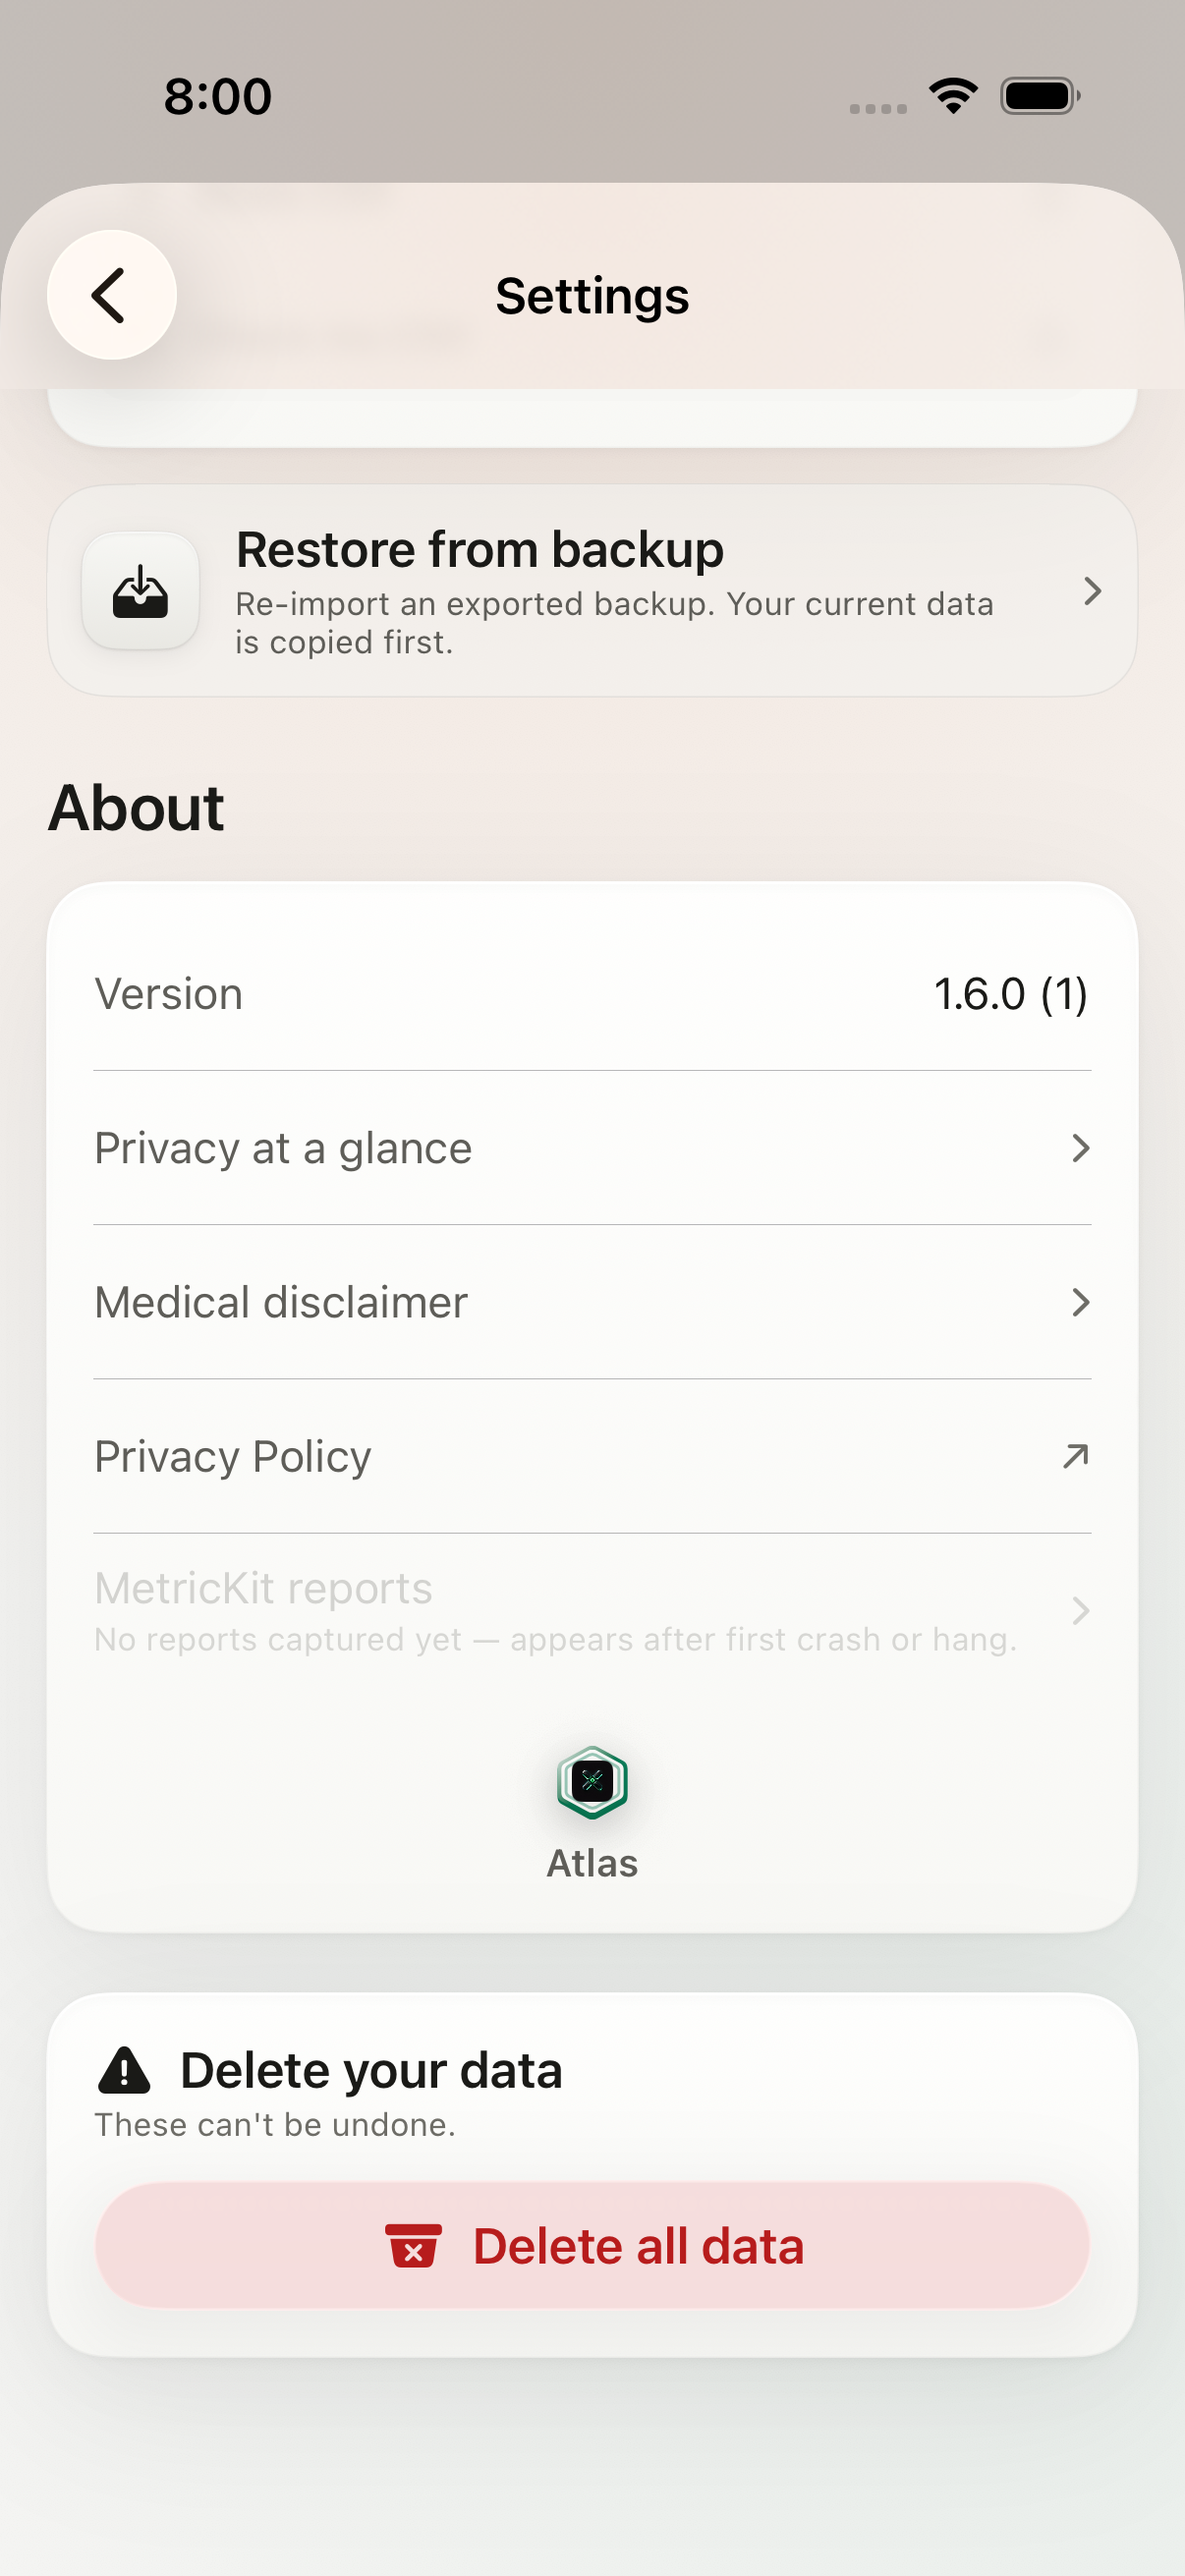 8:00
Settings
Restore from backup
Re-import an exported backup. Your current data
is copied first.
About
Version 1.6.0 (1)
Privacy at a glance
Medical disclaimer
Privacy Policy
MetricKit reports
No reports captured yet — appears after first crash or hang.
Atlas
Delete your data
These can't be undone.
Delete all data